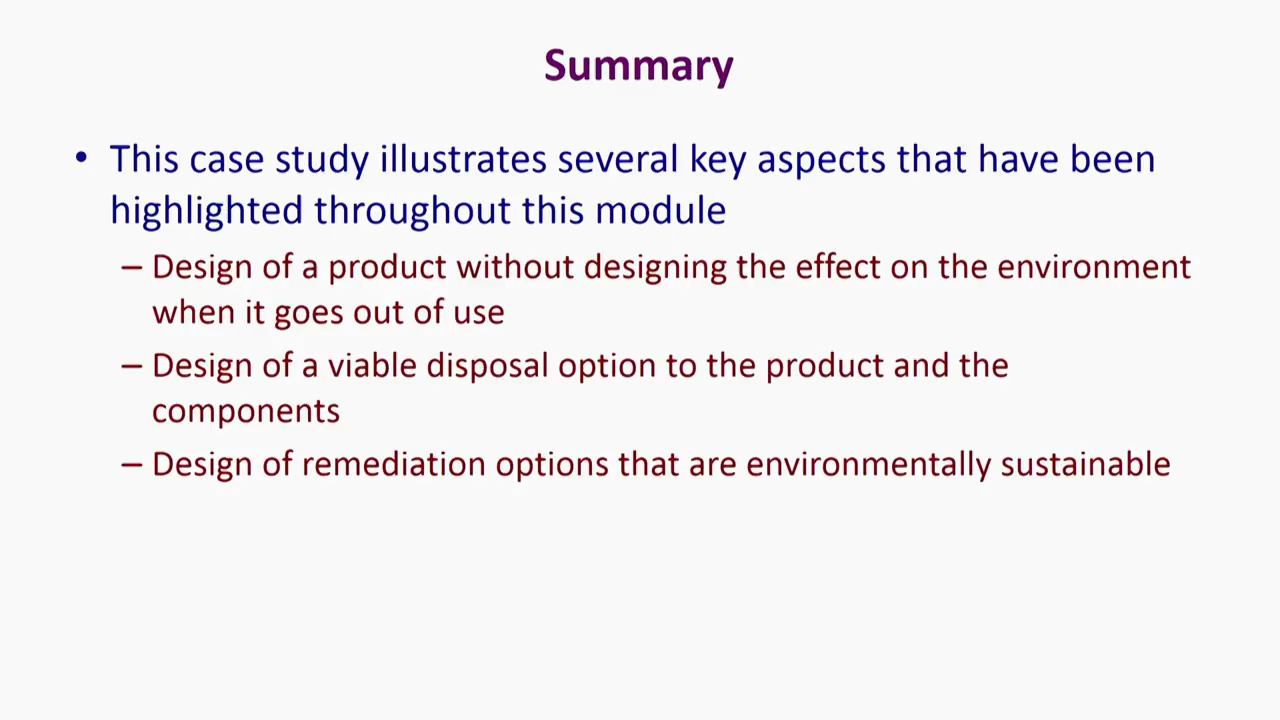 Summary
• This case study illustrates several key aspects that have been
highlighted throughout this module
– Design of a product without designing the effect on the environment
when it goes out of use
– Design of a viable disposal option to the product and the
components
– Design of remediation options that are environmentally sustainable